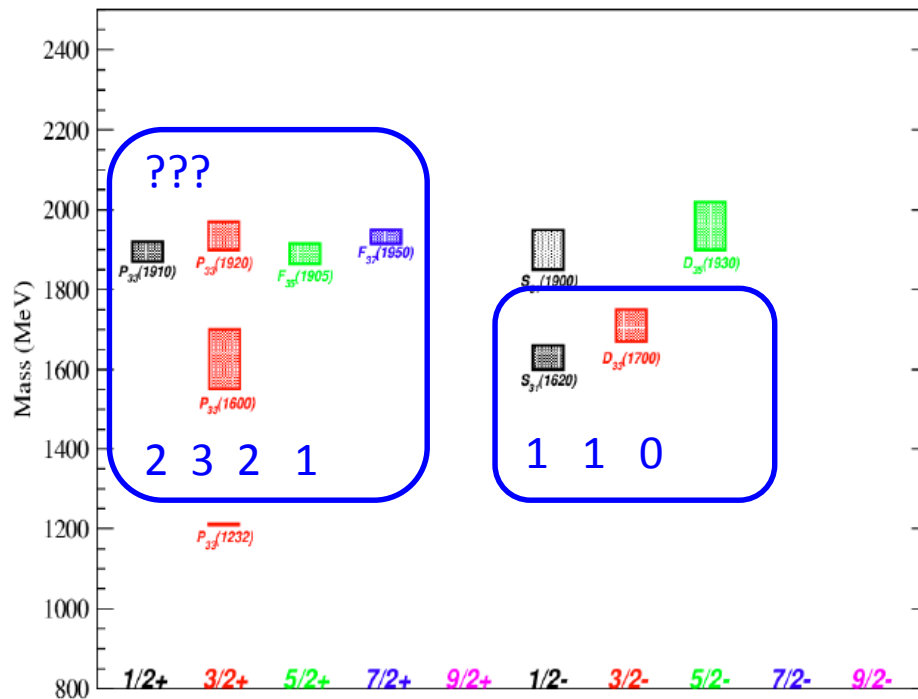 2400
2200
???
2000
P₃₃(1910)
P₃₃(1920)
F₃₅(1905)
F₃₇(1950)
S₃₁(1900)
D₃₅(1930)
1800
Mass (MeV)
1600
P₃₃(1600)
S₃₁(1620)
D₃₃(1700)
1400
2 3 2 1
1 1 0
1200
P₃₃(1232)
1000
800
1/2+ 3/2+ 5/2+ 7/2+ 9/2+ 1/2- 3/2- 5/2- 7/2- 9/2-